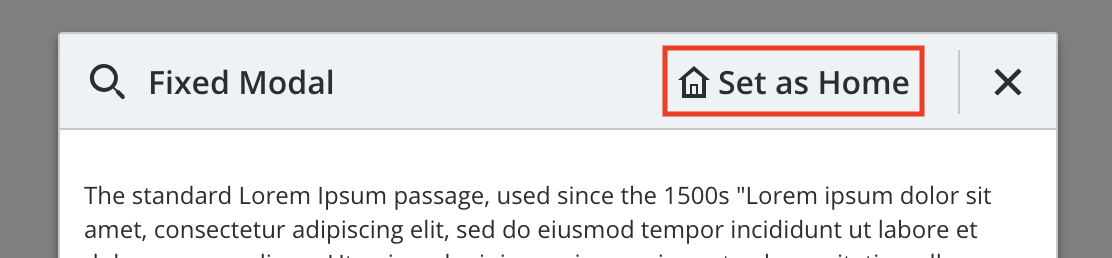 Fixed Modal
Set as Home
The standard Lorem Ipsum passage, used since the 1500s "Lorem ipsum dolor sit
amet, consectetur adipiscing elit, sed do eiusmod tempor incididunt ut labore et